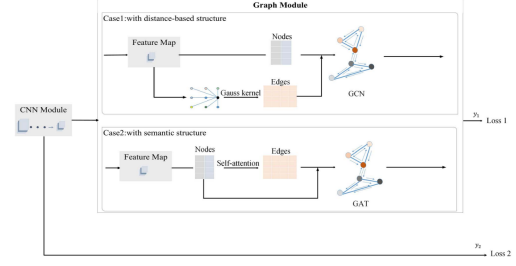 Graph Module
Case1:with distance-based structure
Feature Map
Nodes
Gauss kernel
Edges
GCN
CNN Module
y₁
Loss 1
Case2:with semantic structure
Feature Map
Nodes
Self-attention
Edges
GAT
y₂
Loss 2